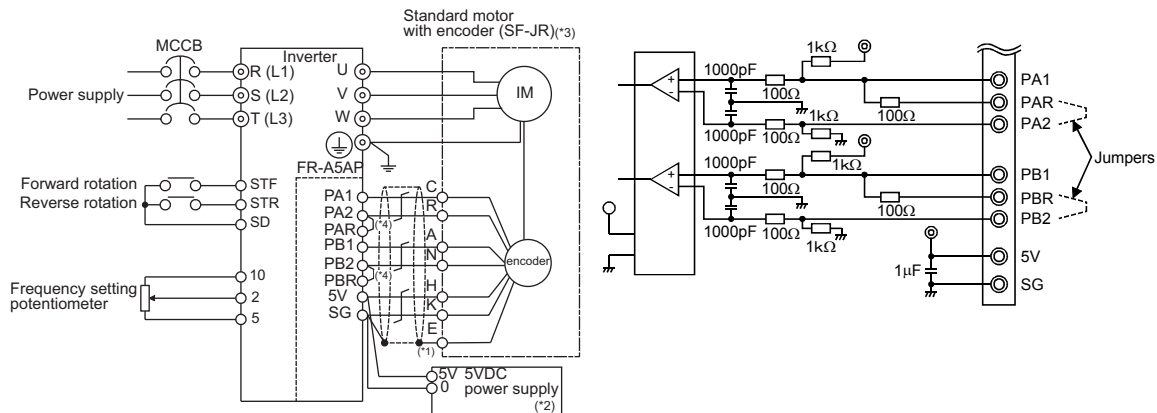 Standard motor
with encoder (SF-JR)(*3)
MCCB
Inverter
R (L1)
S (L2)
T (L3)
Power supply
U
V
W
IM
FR-A5AP
Forward rotation
Reverse rotation
STF
STR
SD
PA1
PA2
PAR
PB1
PB2
PBR
5V
SG
(*4)
(*4)
C
R
A
N
H
K
E
(*1)
encoder
Frequency setting
potentiometer
10
2
5
5V
0
5VDC
power supply
(*2)
+
-
1000pF
100Ω
1kΩ
100Ω
1000pF
100Ω
1kΩ
+
-
1000pF
100Ω
1kΩ
100Ω
1000pF
100Ω
1kΩ
1μF
PA1
PAR
PA2
PB1
PBR
PB2
5V
SG
Jumpers